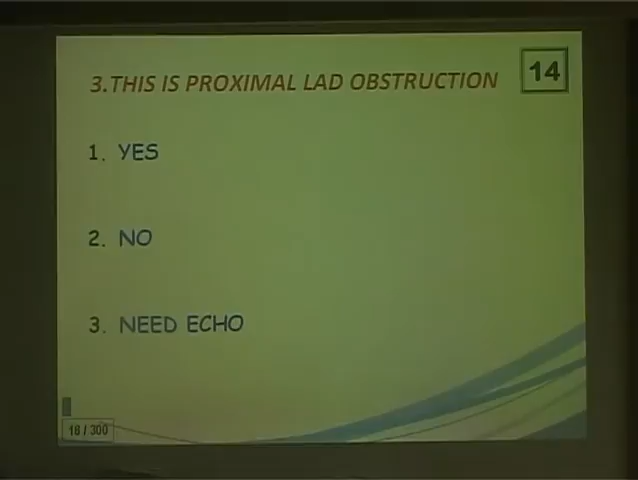 3.THIS IS PROXIMAL LAD OBSTRUCTION
14
1. YES
2. NO
3. NEED ECHO
18 / 300